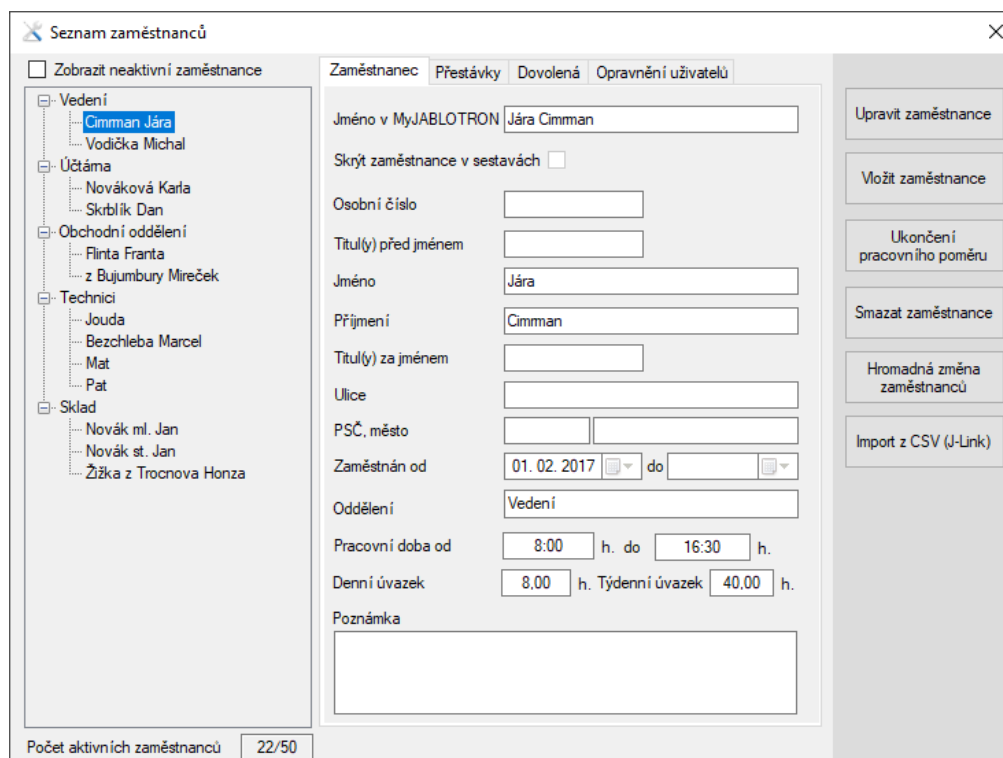 Seznam zaměstnanců
Zobrazit neaktivní zaměstnance
Vedení
Cimrman Jára
Vodička Michal
Účtárna
Nováková Karla
Skrblík Dan
Obchodní oddělení
Flinta Franta
z Bujumbury Mireček
Technici
Jouda
Bezchleba Marcel
Mat
Pat
Sklad
Novák ml. Jan
Novák st. Jan
Žižka z Trocnova Honza
Počet aktivních zaměstnanců 22/50
Zaměstnanec Přestávky Dovolená Opravnění uživatelů
Jméno v MyJABLOTRON Jára Cimrman
Skrýt zaměstnance v sestavách
Osobní číslo
Titul(y) před jménem
Jméno Jára
Příjmení Cimrman
Titul(y) za jménem
Ulice
PSČ, město
Zaměstnán od 01. 02. 2017 do
Oddělení Vedení
Pracovní doba od 8:00 h. do 16:30 h.
Denní úvazek 8,00 h. Týdenní úvazek 40,00 h.
Poznámka
Upravit zaměstnance
Vložit zaměstnance
Ukončení
pracovního poměru
Smazat zaměstnance
Hromadná změna
zaměstnanců
Import z CSV (J-Link)